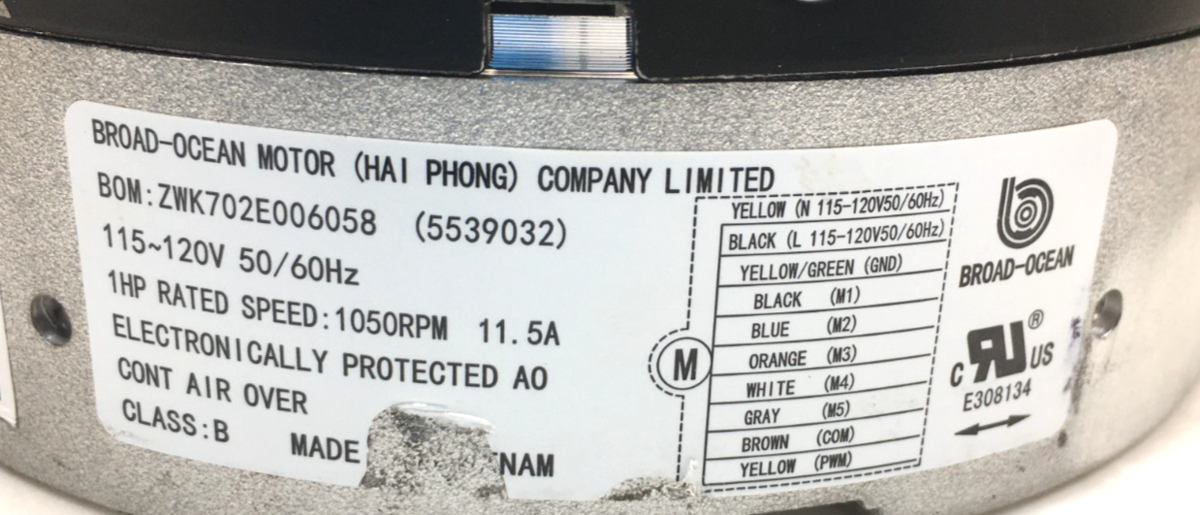 BROAD-OCEAN MOTOR (HAI PHONG) COMPANY LIMITED
BOM:ZWK702E006058 (5539032)
115~120V 50/60Hz
1HP RATED SPEED:1050RPM 11.5A
ELECTRONICALLY PROTECTED AO
CONT AIR OVER
CLASS:B MADE NAM
M
YELLOW (N 115-120V50/60Hz)
BLACK (L 115-120V50/60Hz)
YELLOW/GREEN (GND)
BLACK (M1)
BLUE (M2)
ORANGE (M3)
WHITE (M4)
GRAY (M5)
BROWN (COM)
YELLOW (PWM)
BROAD-OCEAN
c RU® US
E308134